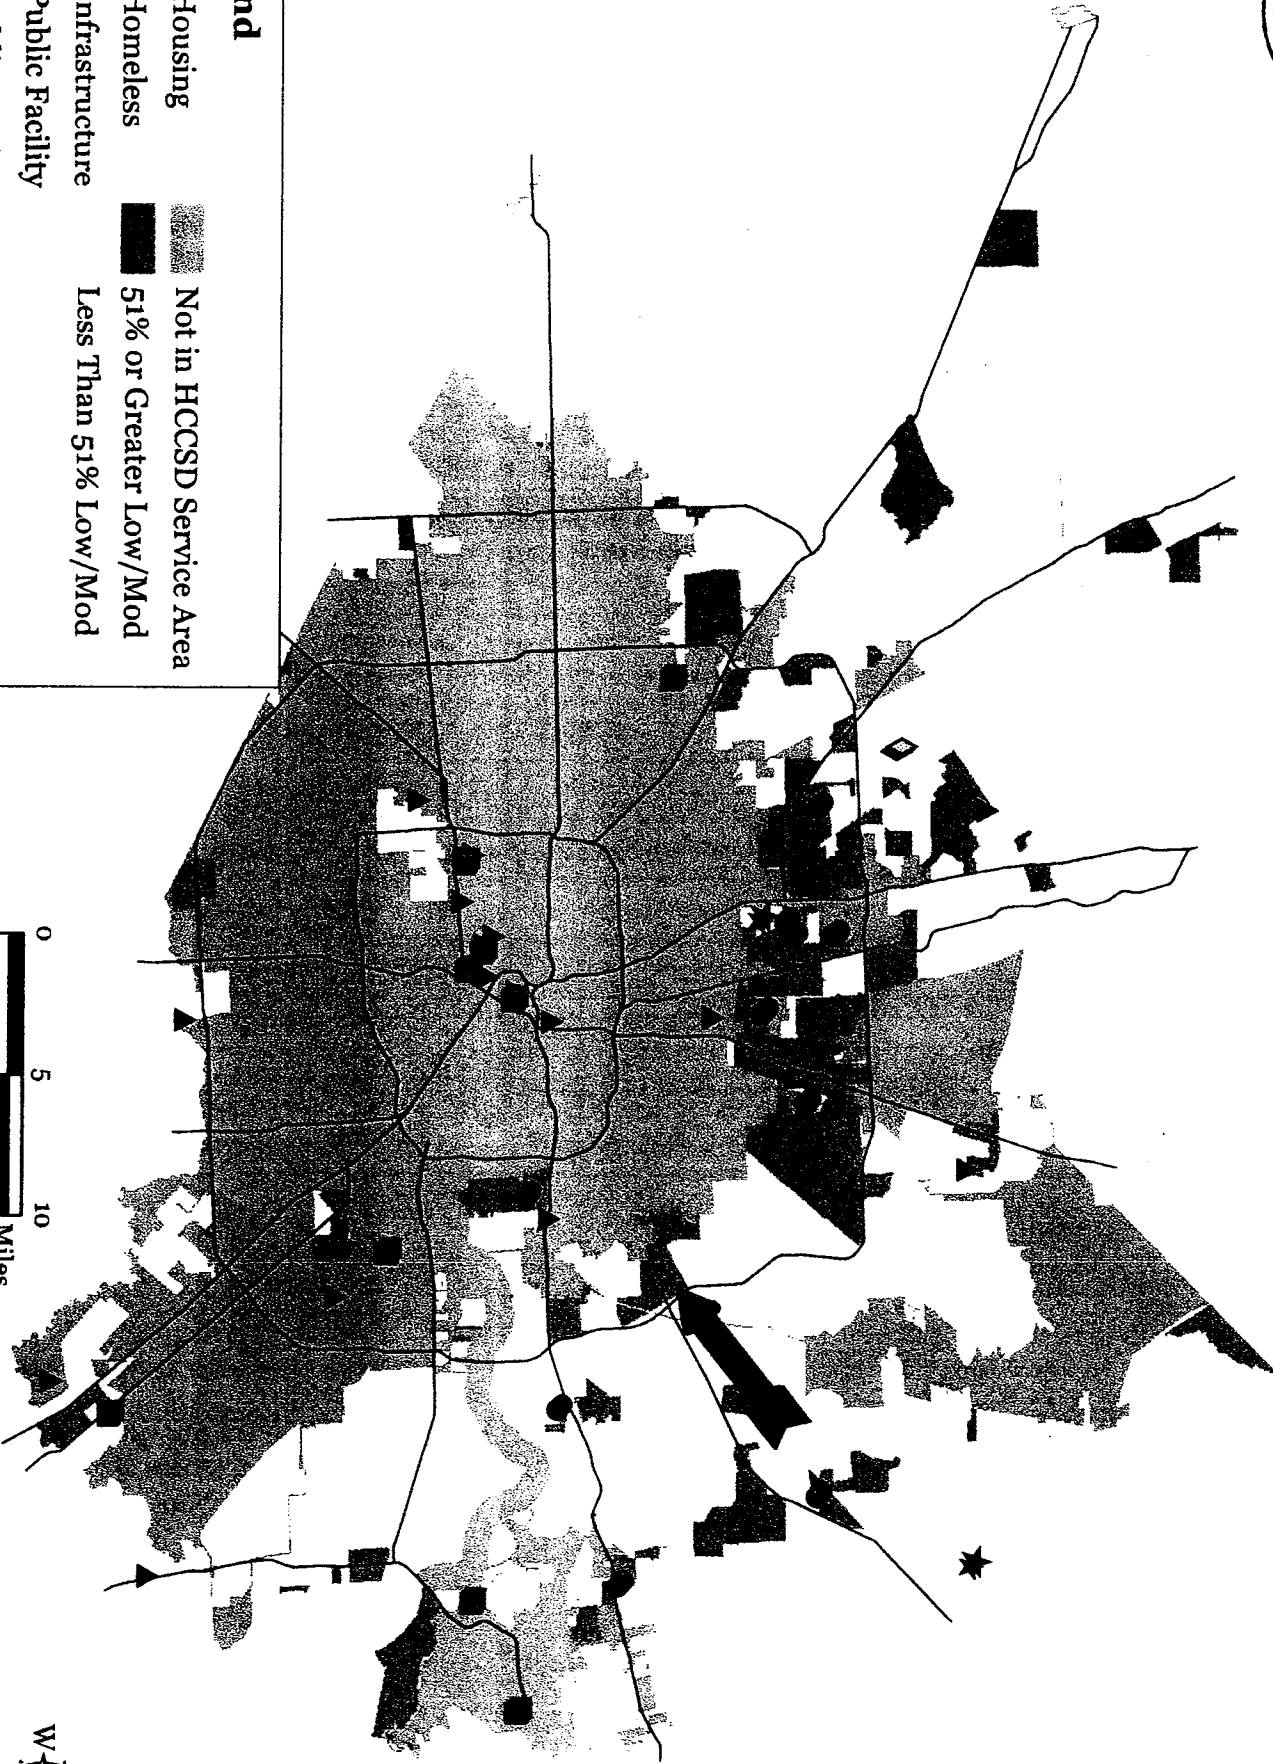 nd
Housing
Homeless
nfrastructure
Public Facility
Not in HCCSD Service Area
51% or Greater Low/Mod
Less Than 51% Low/Mod
0 5 10
Miles
W